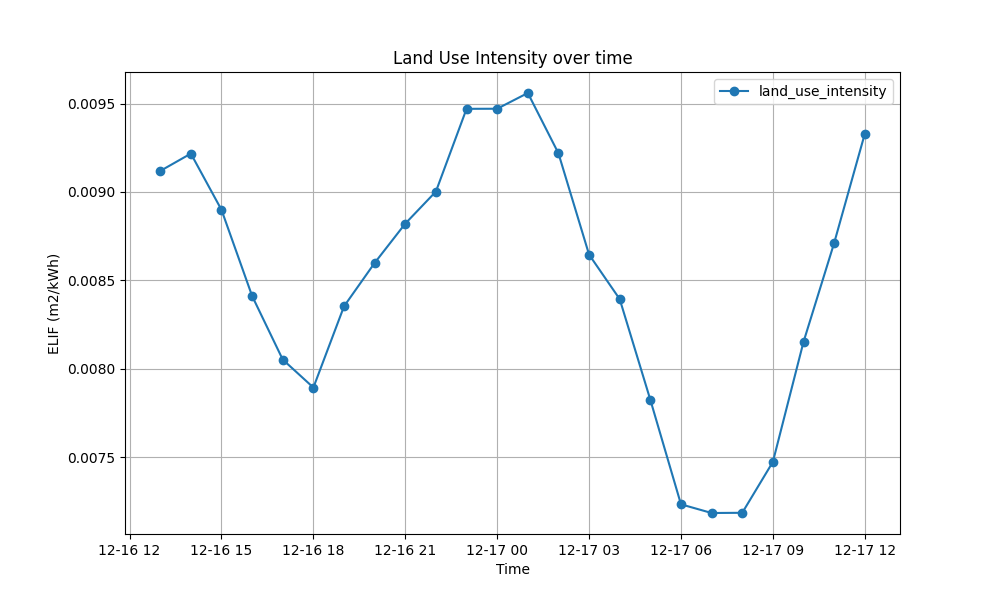 Land Use Intensity over time
land_use_intensity
ELIF (m2/kWh)
0.0095
0.0090
0.0085
0.0080
0.0075
12-16 12 12-16 15 12-16 18 12-16 21 12-17 00 12-17 03 12-17 06 12-17 09 12-17 12
Time